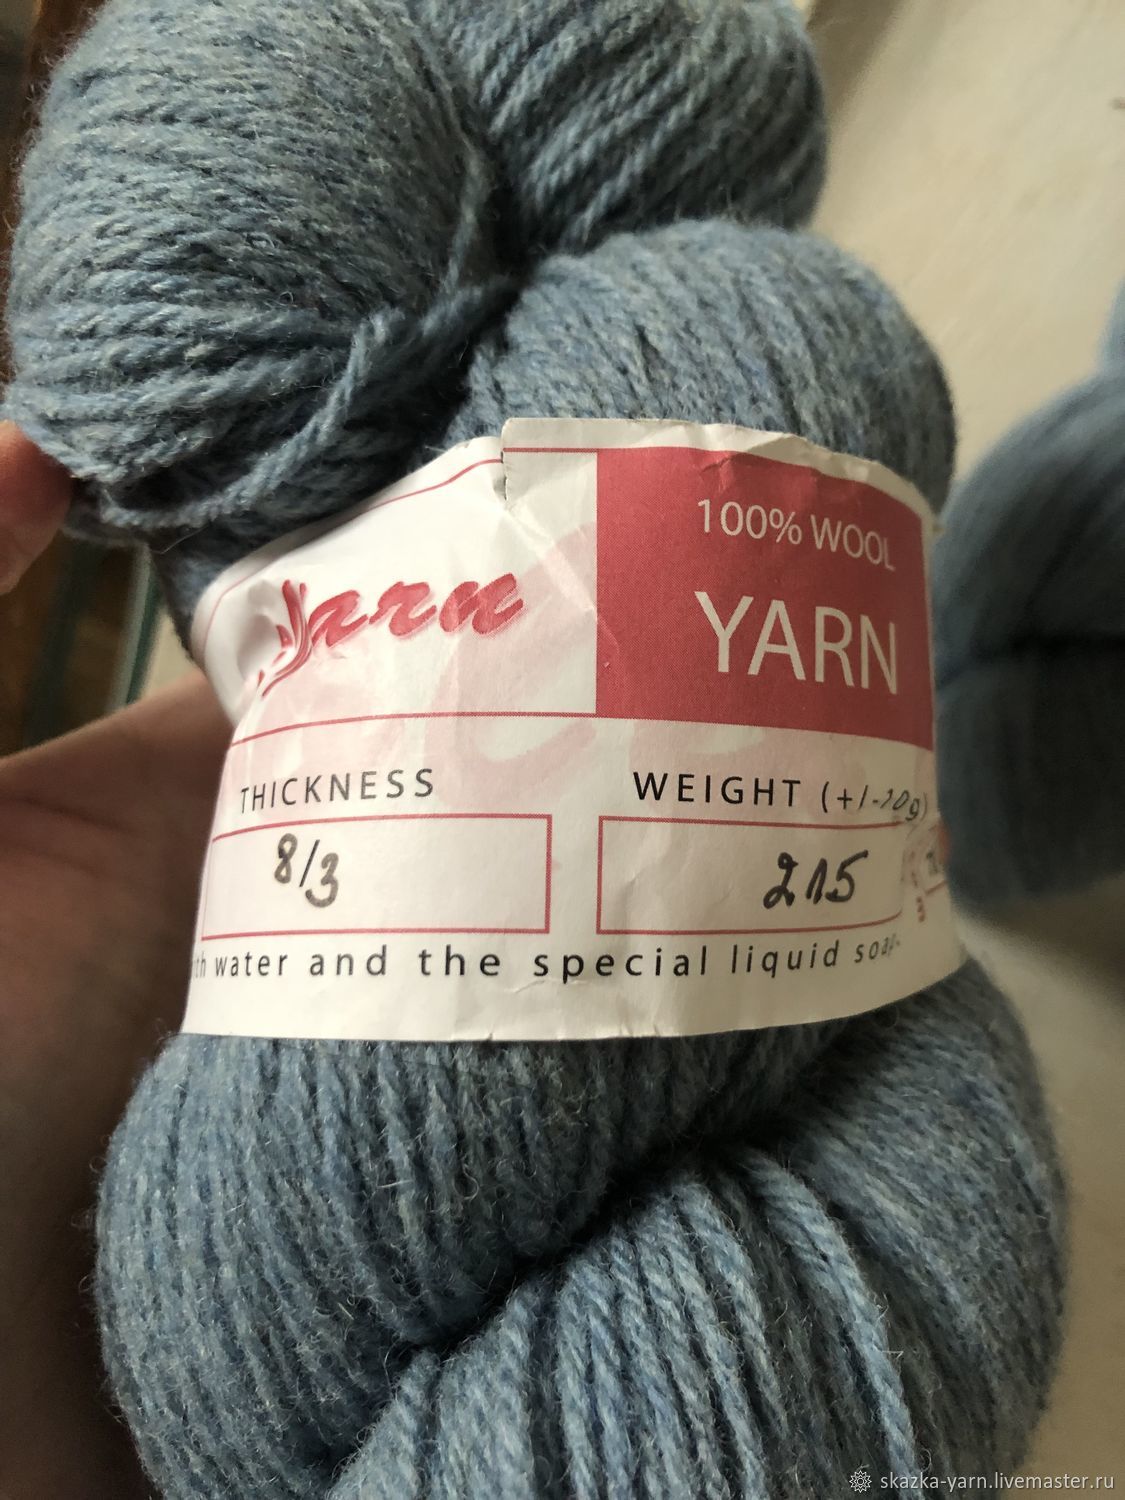 100% WOOL
Yarn
YARN
THICKNESS
WEIGHT (+/-10g)
8/3
215
water and the special liquid soap.
skazka-yarn.livemaster.ru